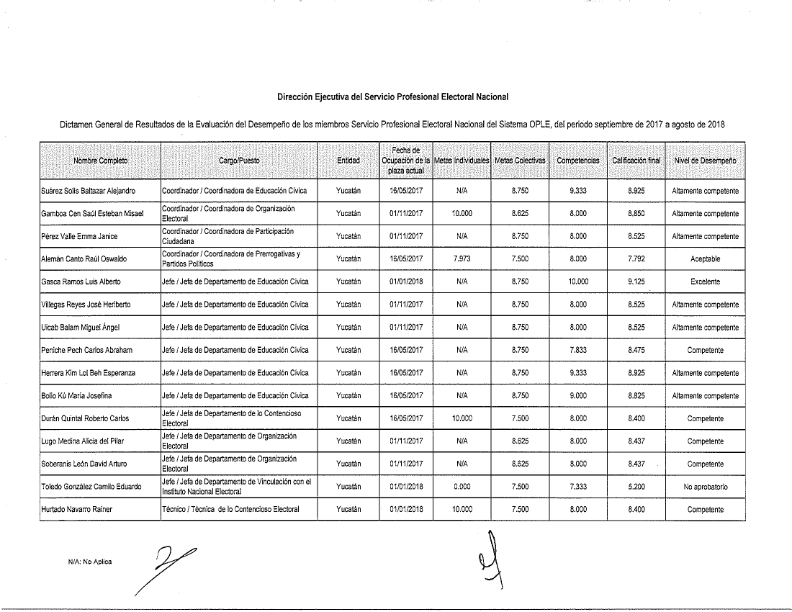 Dirección Ejecutiva del Servicio Profesional Electoral Nacional
Dictamen General de Resultados de la Evaluación del Desempeño de los miembros Servicio Profesional Electoral Nacional del Sistema OPLE, del periodo septiembre de 2017 a agosto de 2018
Nombre Completo Cargo/Puesto Entidad Fecha de Ocupación de la plaza actual Metas Individuales Metas Colectivas Competencias Calificación final Nivel de Desempeño
Suárez Solis Baltazar Alejandro Coordinador / Coordinadora de Educación Cívica Yucatán 16/05/2017 N/A 8.750 9.333 8.925 Altamente competente
Gamboa Cen Saúl Esteban Misael Coordinador / Coordinadora de Organización Electoral Yucatán 01/11/2017 10.000 8.625 8.000 8.850 Altamente competente
Pérez Valle Emma Janice Coordinador / Coordinadora de Participación Ciudadana Yucatán 01/11/2017 N/A 8.750 8.000 8.525 Altamente competente
Alemán Canto Raúl Oswaldo Coordinador / Coordinadora de Prerrogativas y Partidos Políticos Yucatán 16/05/2017 7.973 7.500 8.000 7.792 Aceptable
Gasca Ramos Luis Alberto Jefe / Jefa de Departamento de Educación Cívica Yucatán 01/01/2018 N/A 8.750 10.000 9.125 Excelente
Villegas Reyes José Heriberto Jefe / Jefa de Departamento de Educación Cívica Yucatán 01/11/2017 N/A 8.750 8.000 8.525 Altamente competente
Uicab Balam Miguel Ángel Jefe / Jefa de Departamento de Educación Cívica Yucatán 01/11/2017 N/A 8.750 8.000 8.525 Altamente competente
Peniche Pech Carlos Abraham Jefe / Jefa de Departamento de Educación Cívica Yucatán 16/05/2017 N/A 8.750 7.833 8.475 Competente
Herrera Kim Lol Beh Esperanza Jefe / Jefa de Departamento de Educación Cívica Yucatán 16/05/2017 N/A 8.750 9.333 8.925 Altamente competente
Bollo Kú María Josefina Jefe / Jefa de Departamento de Educación Cívica Yucatán 16/05/2017 N/A 8.750 9.000 8.825 Altamente competente
Durán Quintal Roberto Carlos Jefe / Jefa de Departamento de lo Contencioso Electoral Yucatán 16/05/2017 10.000 7.500 8.000 8.400 Competente
Lugo Medina Alicia del Pilar Jefe / Jefa de Departamento de Organización Electoral Yucatán 01/11/2017 N/A 8.625 8.000 8.437 Competente
Soberanis León David Arturo Jefe / Jefa de Departamento de Organización Electoral Yucatán 01/11/2017 N/A 8.625 8.000 8.437 Competente
Toledo González Camilo Eduardo Jefe / Jefa de Departamento de Vinculación con el Instituto Nacional Electoral Yucatán 01/01/2018 0.000 7.500 7.333 5.200 No aprobatorio
Hurtado Navarro Rainer Técnico / Técnica de lo Contencioso Electoral Yucatán 01/01/2018 10.000 7.500 8.000 8.400 Competente
N/A: No Aplica